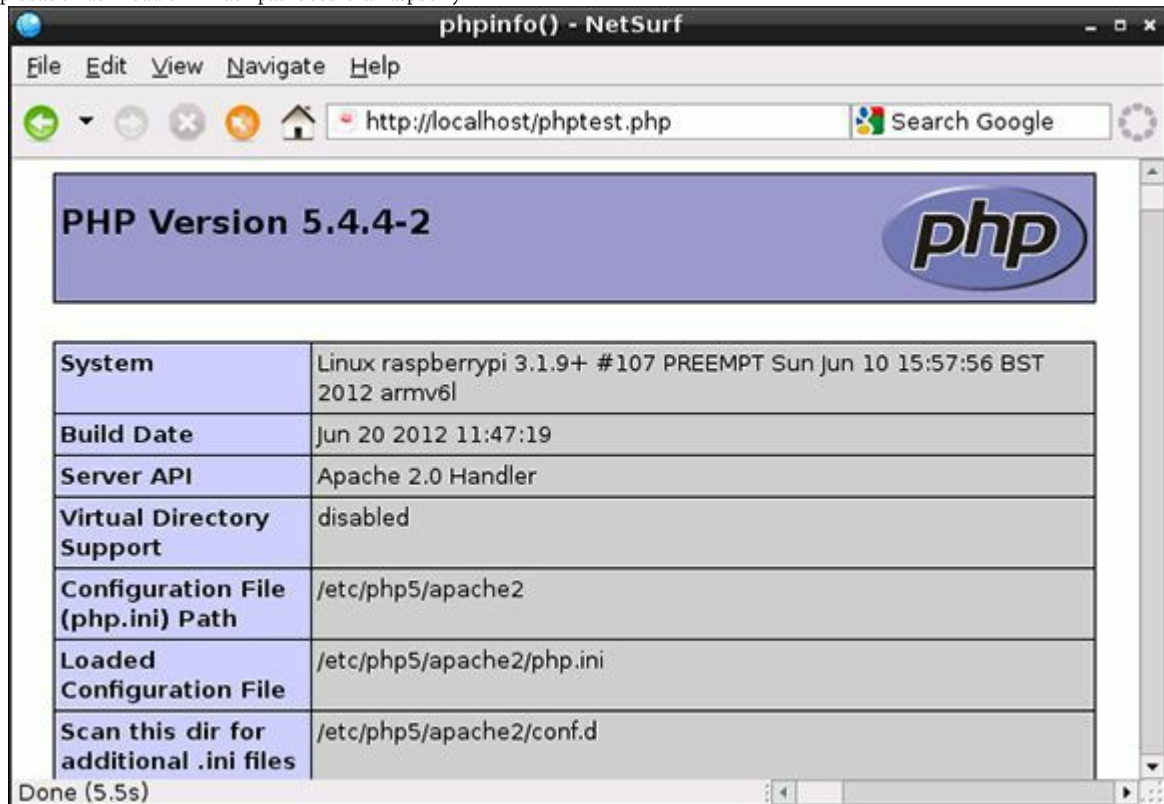 phpinfo() - NetSurf
File Edit View Navigate Help
http://localhost/phptest.php
Search Google
PHP Version 5.4.4-2
php
System
Linux raspberrypi 3.1.9+ #107 PREEMPT Sun Jun 10 15:57:56 BST
2012 armv6l
Build Date
Jun 20 2012 11:47:19
Server API
Apache 2.0 Handler
Virtual Directory
Support
disabled
Configuration File
(php.ini) Path
/etc/php5/apache2
Loaded
Configuration File
/etc/php5/apache2/php.ini
Scan this dir for
additional .ini files
/etc/php5/apache2/conf.d
Done (5.5s)